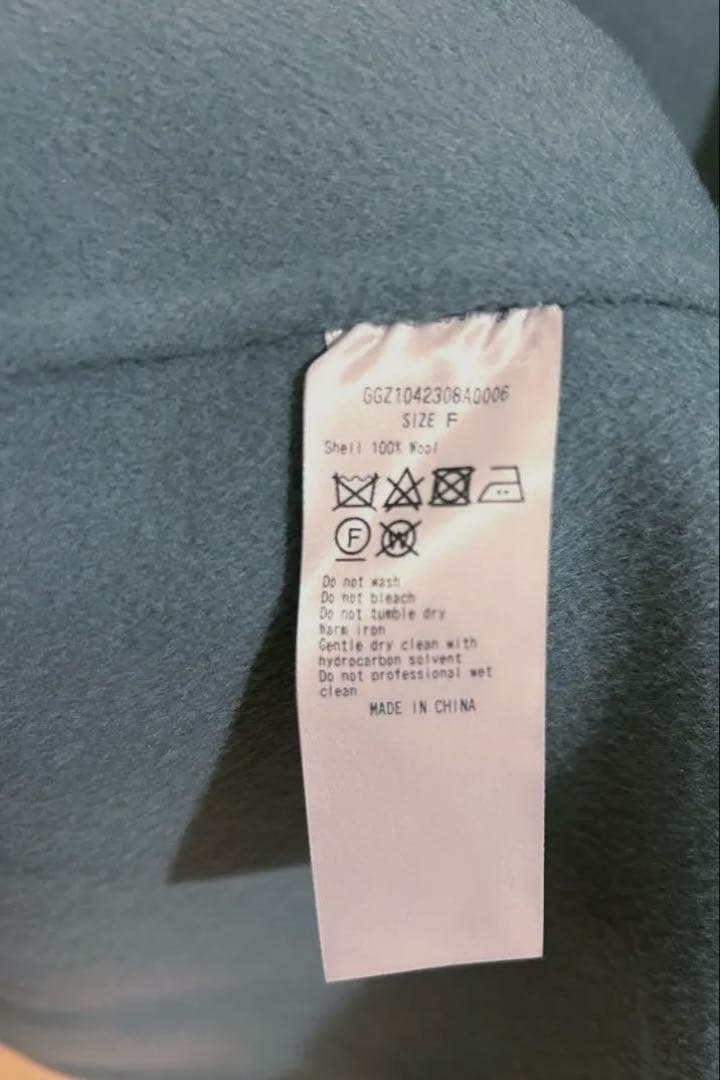 GGZ1042308A0006
SIZE F
Shell 100% Wool
F W
Do not wash
Do not bleach
Do not tumble dry
Warm iron
Gentle dry clean with
hydrocarbon solvent
Do not professional wet
clean
MADE IN CHINA